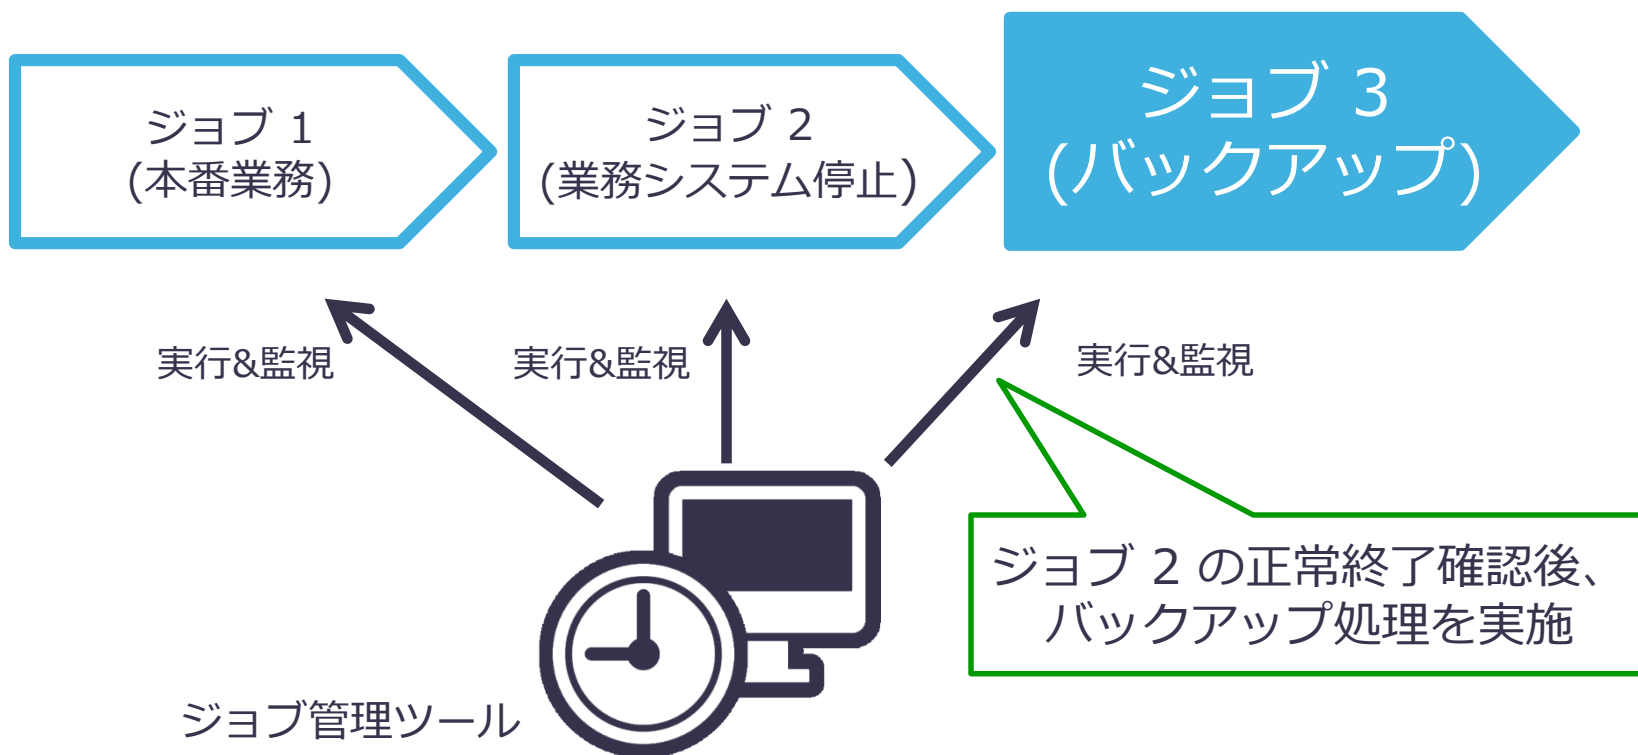 ジョブ 1
(本番業務)
ジョブ 2
(業務システム停止)
ジョブ 3
(バックアップ)
実行&監視
実行&監視
実行&監視
ジョブ 2 の正常終了確認後、
バックアップ処理を実施
ジョブ管理ツール